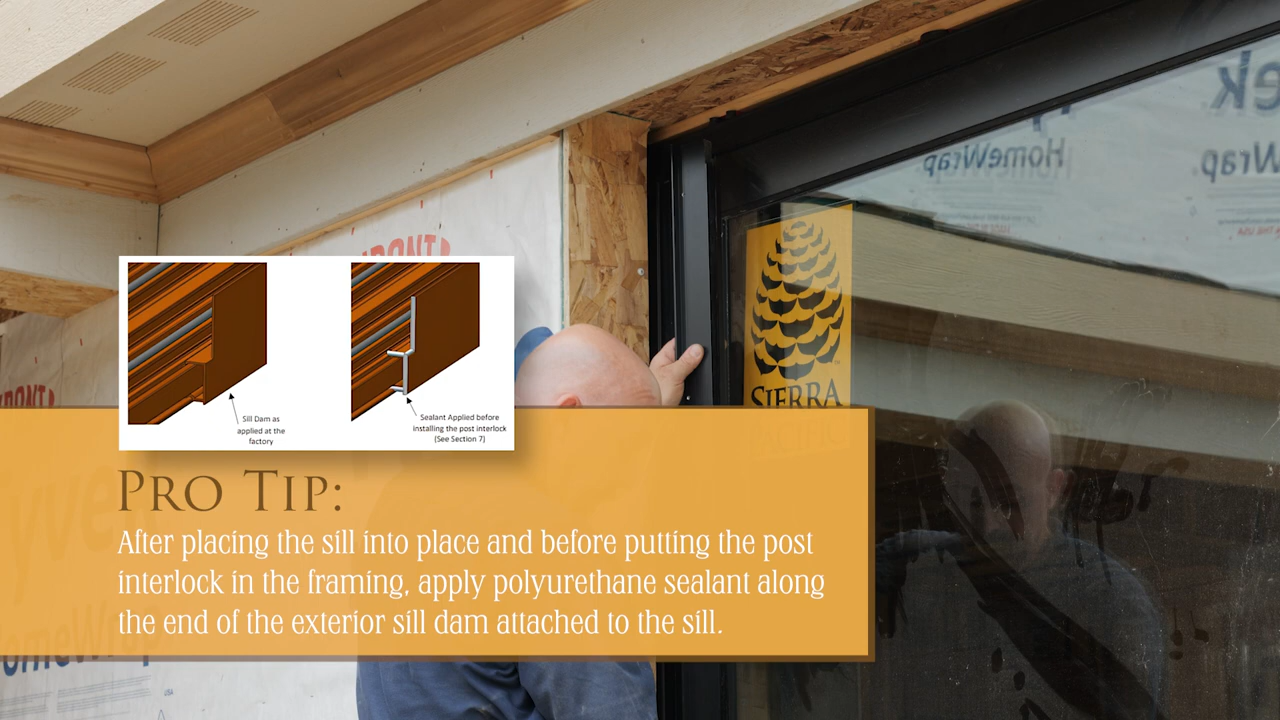 HomeWrap
Wrap
SIERRA
Sill Dam as
applied at the
factory
Sealant Applied before
installing the post interlock
(See Section 7)
PRO TIP:
After placing the sill into place and before putting the post
interlock in the framing, apply polyurethane sealant along
the end of the exterior sill dam attached to the sill.